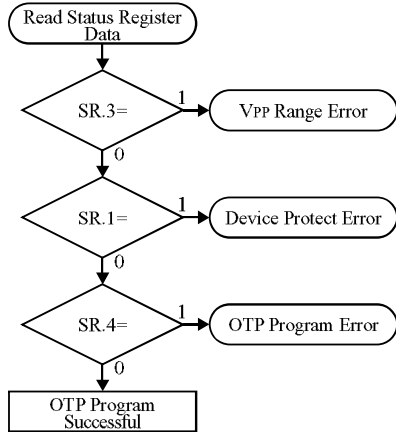 Read Status Register
Data
SR.3=
1
VPP Range Error
0
SR.1=
1
Device Protect Error
0
SR.4=
1
OTP Program Error
0
OTP Program
Successful